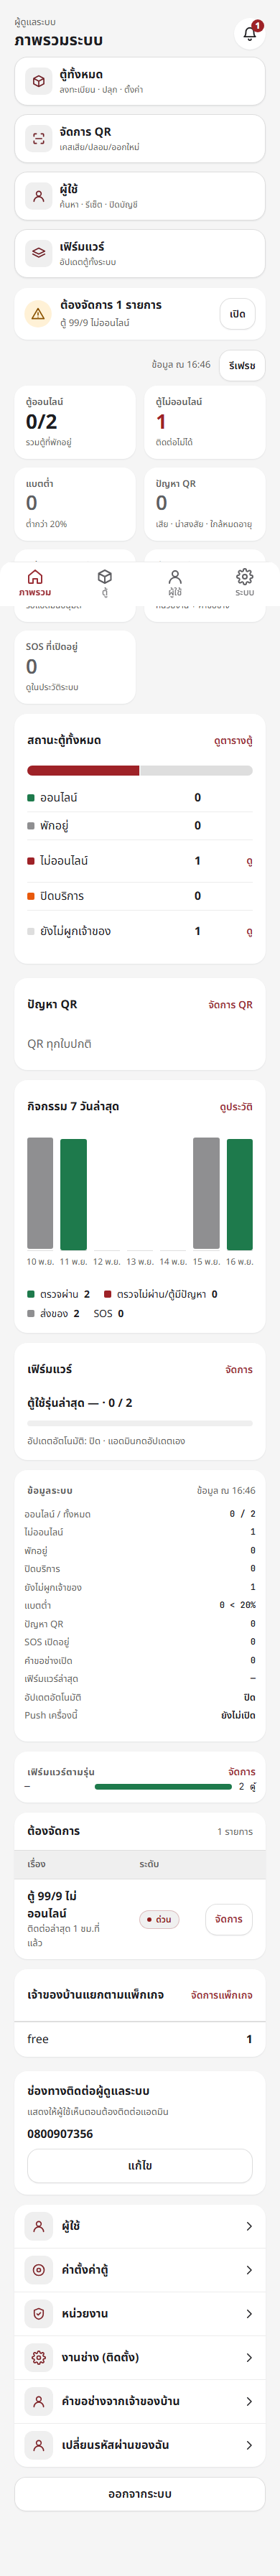 ผู้ดูแลระบบ
ภาพรวมระบบ
1
ตู้ทั้งหมด
ลงทะเบียน · ปลุก · ตั้งค่า
จัดการ QR
เคสเสีย/ปลอม/ออกใหม่
ผู้ใช้
ค้นหา · รีเซ็ต · ปิดบัญชี
เฟิร์มแวร์
อัปเดตตู้ทั้งระบบ
ต้องจัดการ 1 รายการ
ตู้ 99/9 ไม่ออนไลน์
เปิด
ข้อมูล ณ 16:46
รีเฟรช
ตู้ออนไลน์
0/2
รวมตู้ที่พักอยู่
ตู้ไม่ออนไลน์
1
ติดต่อไม่ได้
แบตต่ำ
0
ต่ำกว่า 20%
ปัญหา QR
0
เสีย · น่าสงสัย · ใกล้หมดอายุ
ภาพรวม
ตู้
ผู้ใช้
ระบบ
SOS ที่เปิดอยู่
0
ดูในประวัติระบบ
สถานะตู้ทั้งหมด
ดูตารางตู้
ออนไลน์ 0
พักอยู่ 0
ไม่ออนไลน์ 1 ดู
ปิดบริการ 0
ยังไม่ผูกเจ้าของ 1 ดู
ปัญหา QR
จัดการ QR
QR ทุกใบปกติ
กิจกรรม 7 วันล่าสุด
ดูประวัติ
10 พ.ย. 11 พ.ย. 12 พ.ย. 13 พ.ย. 14 พ.ย. 15 พ.ย. 16 พ.ย.
ตรวจผ่าน 2 ตรวจไม่ผ่าน/ตู้มีปัญหา 0
ส่งของ 2 SOS 0
เฟิร์มแวร์
จัดการ
ตู้ใช้รุ่นล่าสุด — · 0 / 2
อัปเดตอัตโนมัติ: ปิด · แอดมินกดอัปเดตเอง
ข้อมูลระบบ
ข้อมูล ณ 16:46
ออนไลน์ / ทั้งหมด 0 / 2
ไม่ออนไลน์ 1
พักอยู่ 0
ปิดบริการ 0
ยังไม่ผูกเจ้าของ 1
แบตต่ำ 0 < 20%
ปัญหา QR 0
SOS เปิดอยู่ 0
คำขอช่างเปิด 0
เฟิร์มแวร์ล่าสุด —
อัปเดตอัตโนมัติ ปิด
Push เครื่องนี้ ยังไม่เปิด
เฟิร์มแวร์ตามรุ่น
จัดการ
— 2 ตู้
ต้องจัดการ
1 รายการ
เรื่อง ระดับ
ตู้ 99/9 ไม่
ออนไลน์
ติดต่อล่าสุด 1 ชม.ที่
แล้ว
ด่วน
จัดการ
เจ้าของบ้านแยกตามแพ็กเกจ
จัดการแพ็กเกจ
free 1
ช่องทางติดต่อผู้ดูแลระบบ
แสดงให้ผู้ใช้เห็นตอนต้องติดต่อแอดมิน
0800907356
แก้ไข
ผู้ใช้
ค่าตั้งค่าตู้
หน่วยงาน
งานช่าง (ติดตั้ง)
คำขอช่างจากเจ้าของบ้าน
เปลี่ยนรหัสผ่านของฉัน
ออกจากระบบ